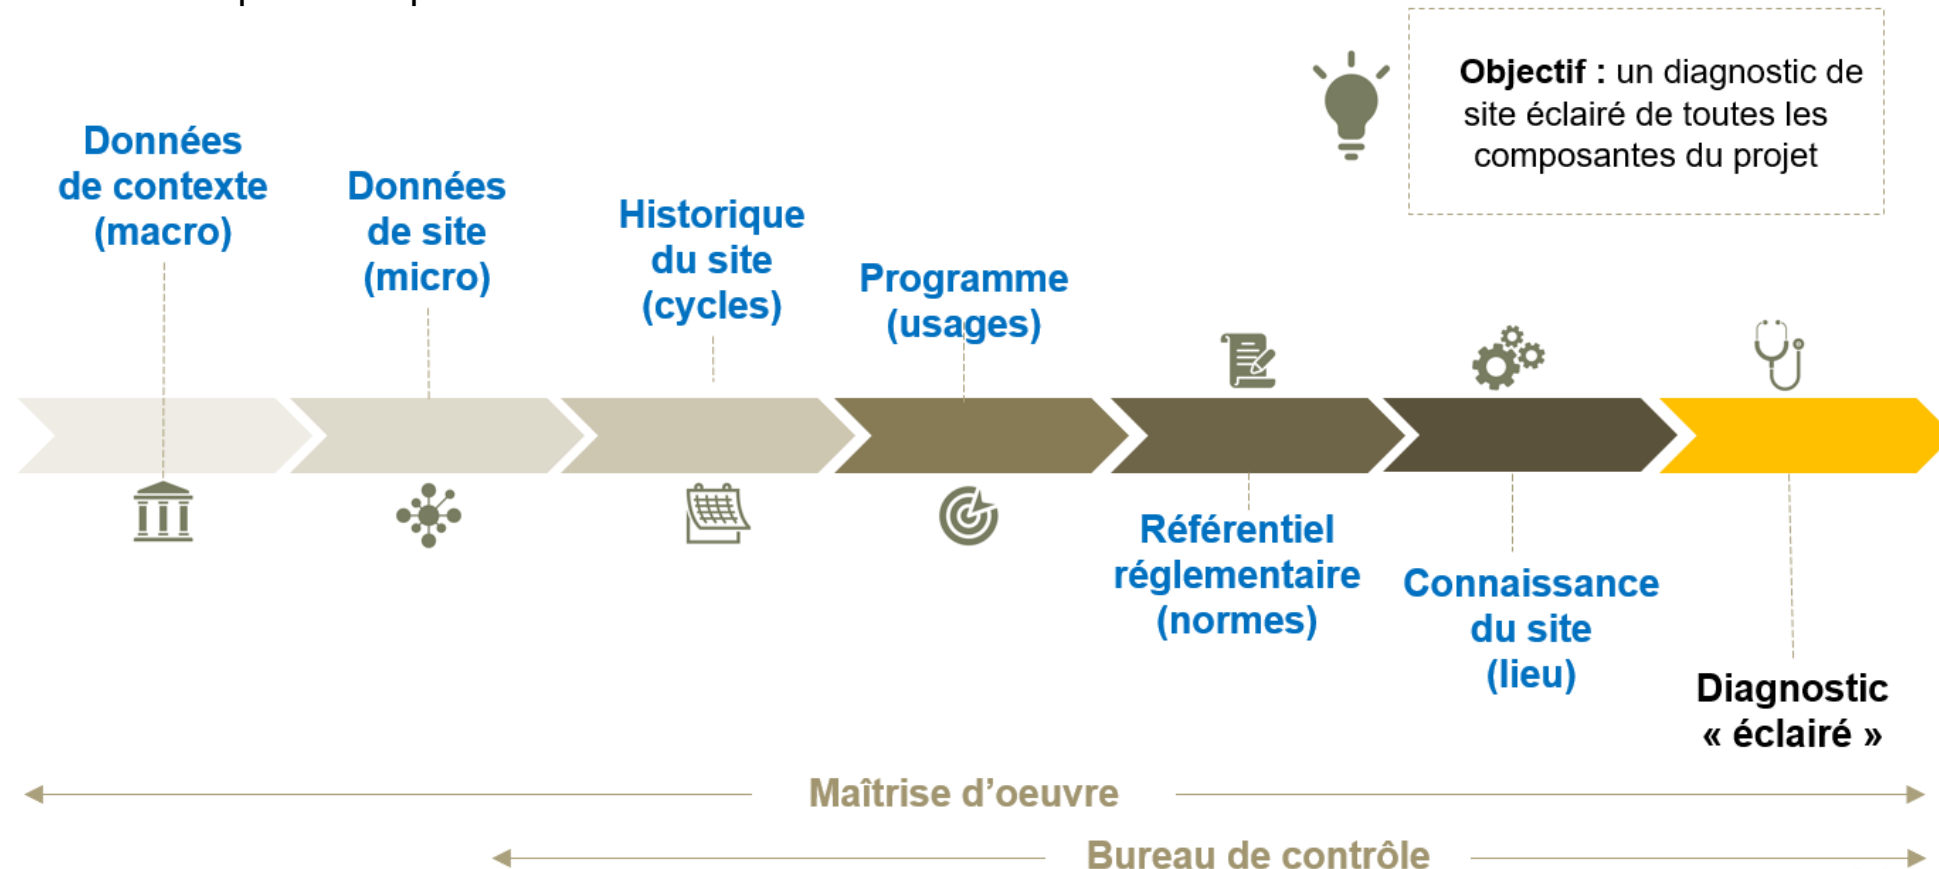 Objectif : un diagnostic de
site éclairé de toutes les
composantes du projet
Données
de contexte
(macro)
Données
de site
(micro)
Historique
du site
(cycles)
Programme
(usages)
Référentiel
réglementaire
(normes)
Connaissance
du site
(lieu)
Diagnostic
« éclairé »
Maîtrise d'oeuvre
Bureau de contrôle